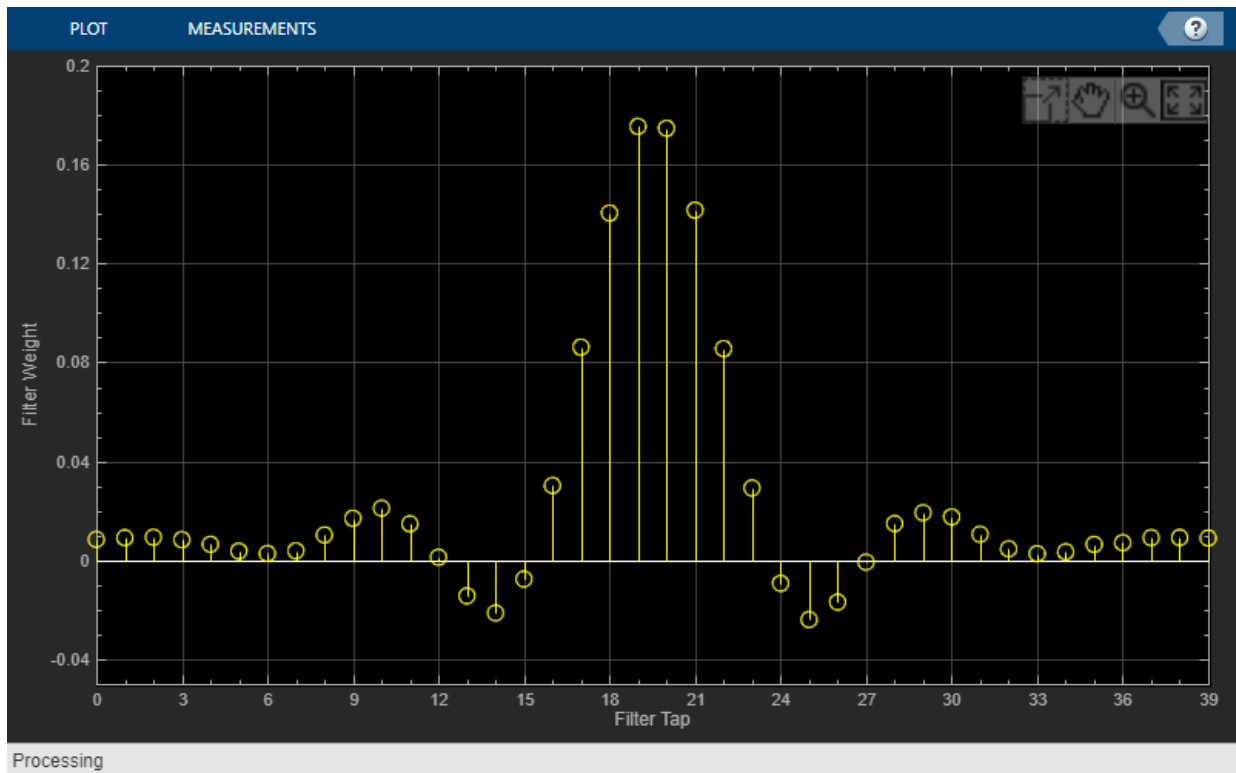 PLOT MEASUREMENTS ?
0.2
0.16
0.12
0.08
0.04
0
-0.04
Filter Weight
0 3 6 9 12 15 18 21 24 27 30 33 36 39
Filter Tap
Processing